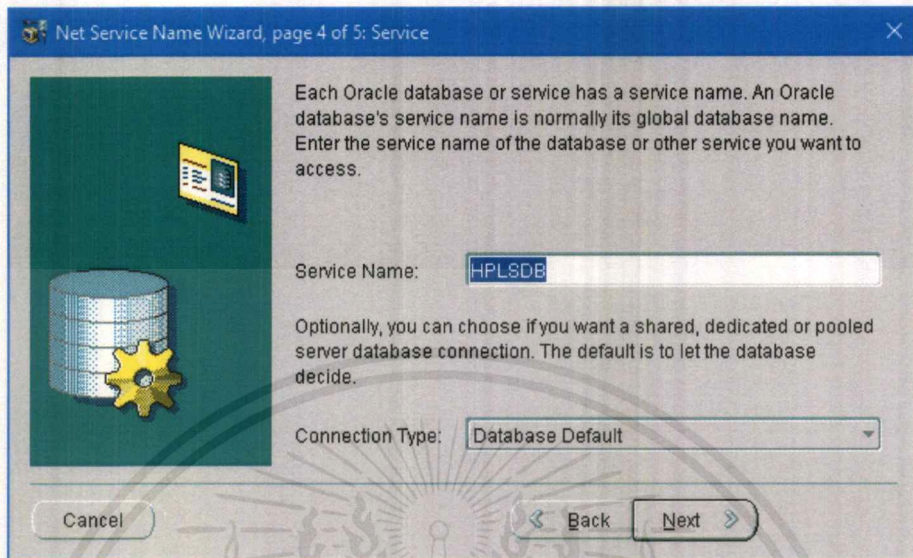 Net Service Name Wizard, page 4 of 5: Service
Each Oracle database or service has a service name. An Oracle
database's service name is normally its global database name.
Enter the service name of the database or other service you want to
access.
Service Name: HPLSDB
Optionally, you can choose if you want a shared, dedicated or pooled
server database connection. The default is to let the database
decide.
Connection Type: Database Default
Cancel
Back
Next